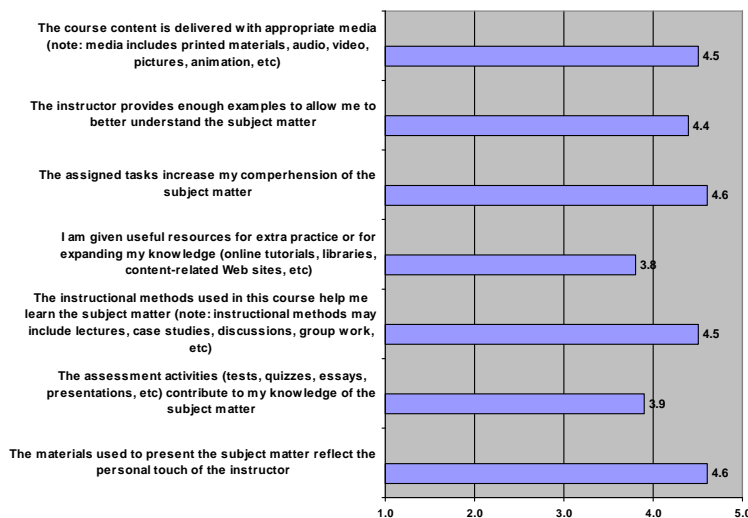 The course content is delivered with appropriate media
(note: media includes printed materials, audio, video,
pictures, animation, etc)
4.5
The instructor provides enough examples to allow me to
better understand the subject matter
4.4
The assigned tasks increase my comperhension of the
subject matter
4.6
I am given useful resources for extra practice or for
expanding my knowledge (online tutorials, libraries,
content-related Web sites, etc)
3.8
The instructional methods used in this course help me
learn the subject matter (note: instructional methods may
include lectures, case studies, discussions, group work,
etc)
4.5
The assessment activities (tests, quizzes, essays,
presentations, etc) contribute to my knowledge of the
subject matter
3.9
The materials used to present the subject matter reflect the
personal touch of the instructor
4.6
1.0 2.0 3.0 4.0 5.0